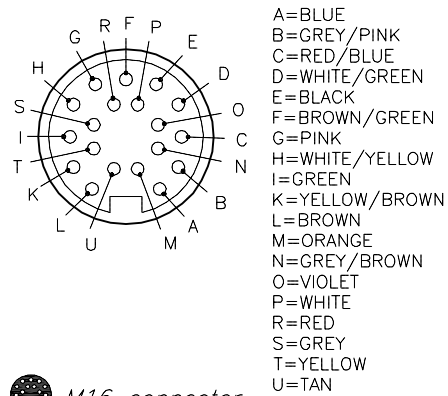 F
R P
G E
H D
S O
I C
T N
K B
L A
U M
A=BLUE
B=GREY/PINK
C=RED/BLUE
D=WHITE/GREEN
E=BLACK
F=BROWN/GREEN
G=PINK
H=WHITE/YELLOW
I=GREEN
K=YELLOW/BROWN
L=BROWN
M=ORANGE
N=GREY/BROWN
O=VIOLET
P=WHITE
R=RED
S=GREY
T=YELLOW
U=TAN
M16 connector